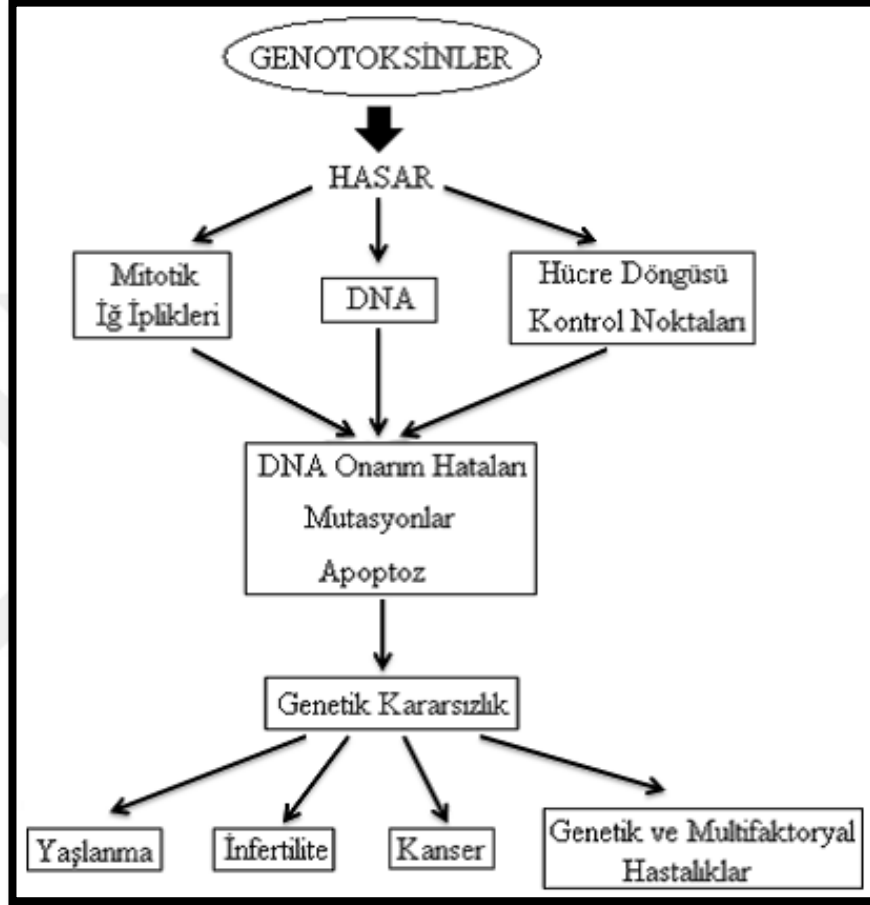 GENOTOKSİNLER
HASAR
Mitotik
İğ İplikleri
DNA
Hücre Döngüsü
Kontrol Noktaları
DNA Onarım Hataları
Mutasyonlar
Apoptoz
Genetik Kararsızlık
Yaşlanma
İnfertilite
Kanser
Genetik ve Multifaktoryal
Hastalıklar